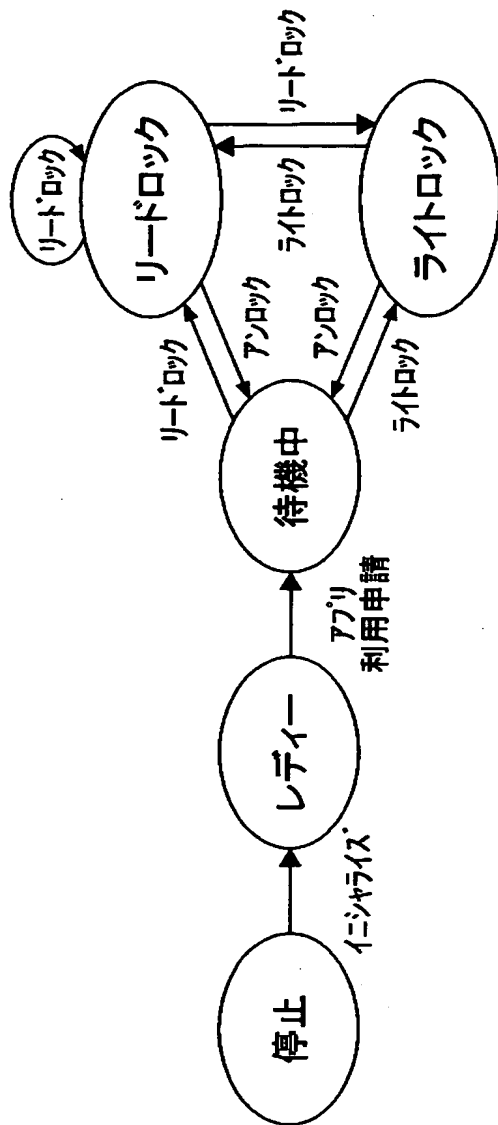 停止
イニシャライズ
レディー
アプリ
利用申請
待機中
リードロック
アンロック
アンロック
ライトロック
リードロック
リードロック
ライトロック
リードロック
ライトロック